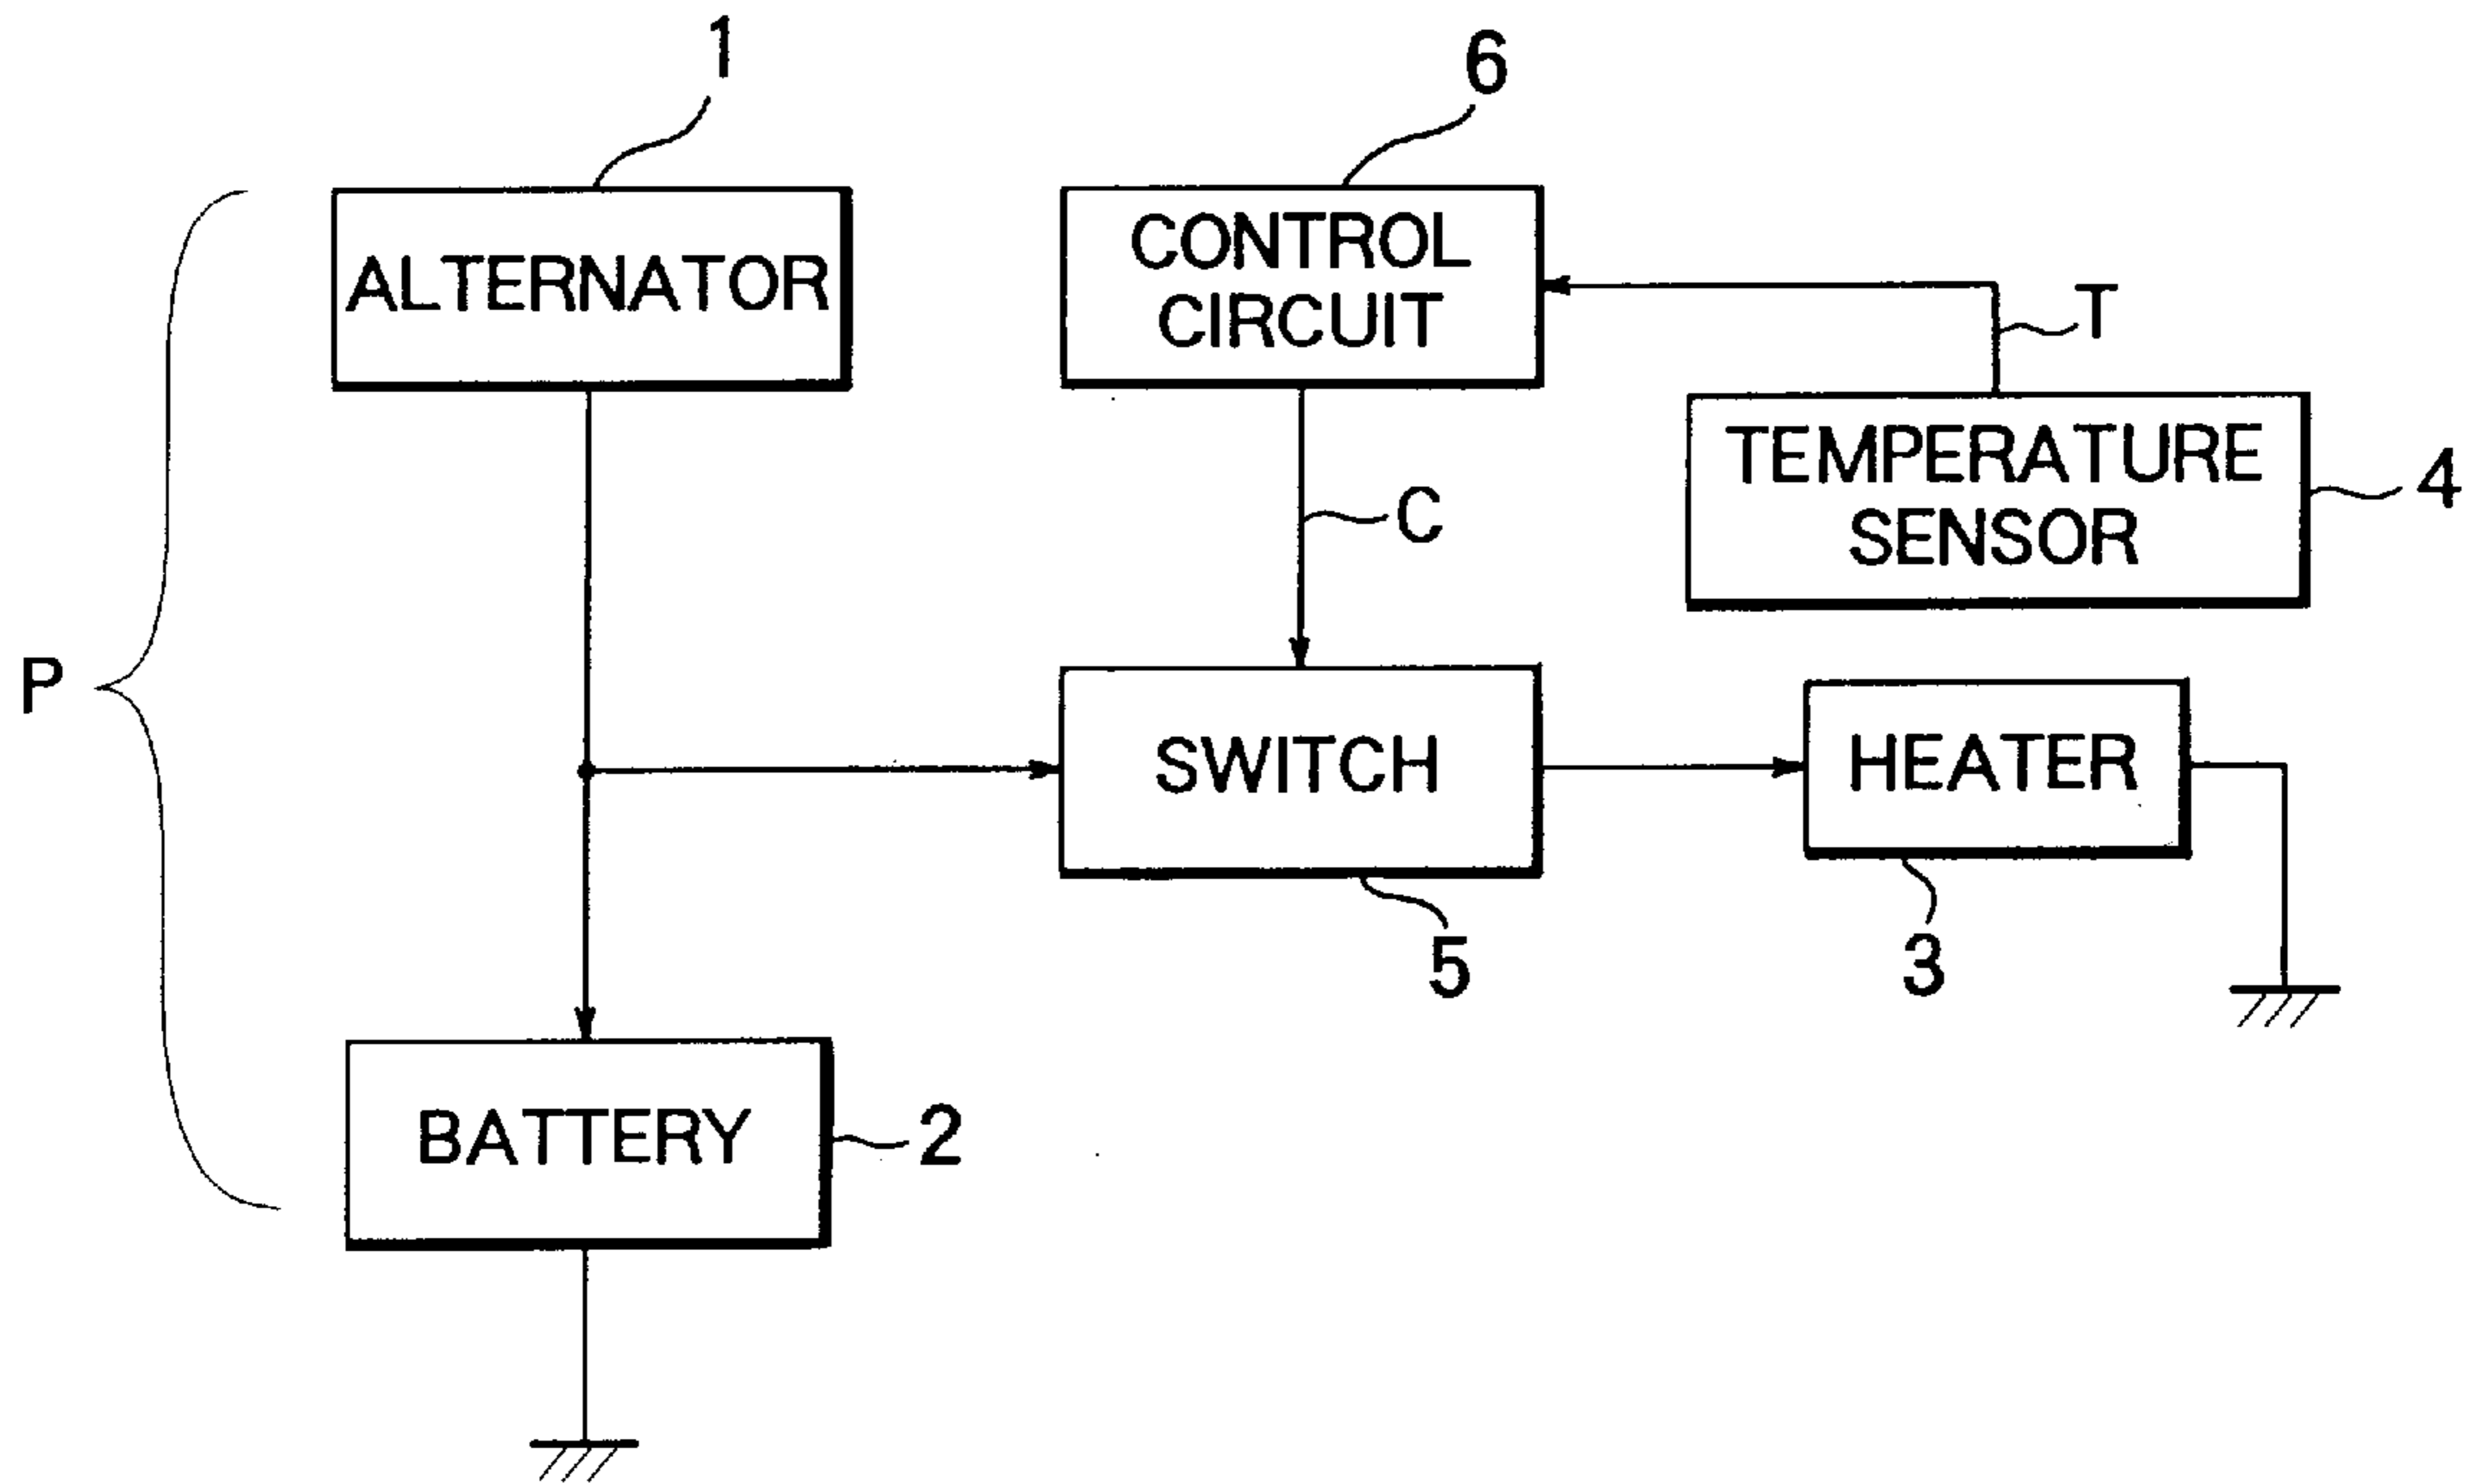 1
6
ALTERNATOR
CONTROL
CIRCUIT
T
TEMPERATURE
SENSOR
4
C
P
SWITCH
HEATER
5
3
BATTERY
2